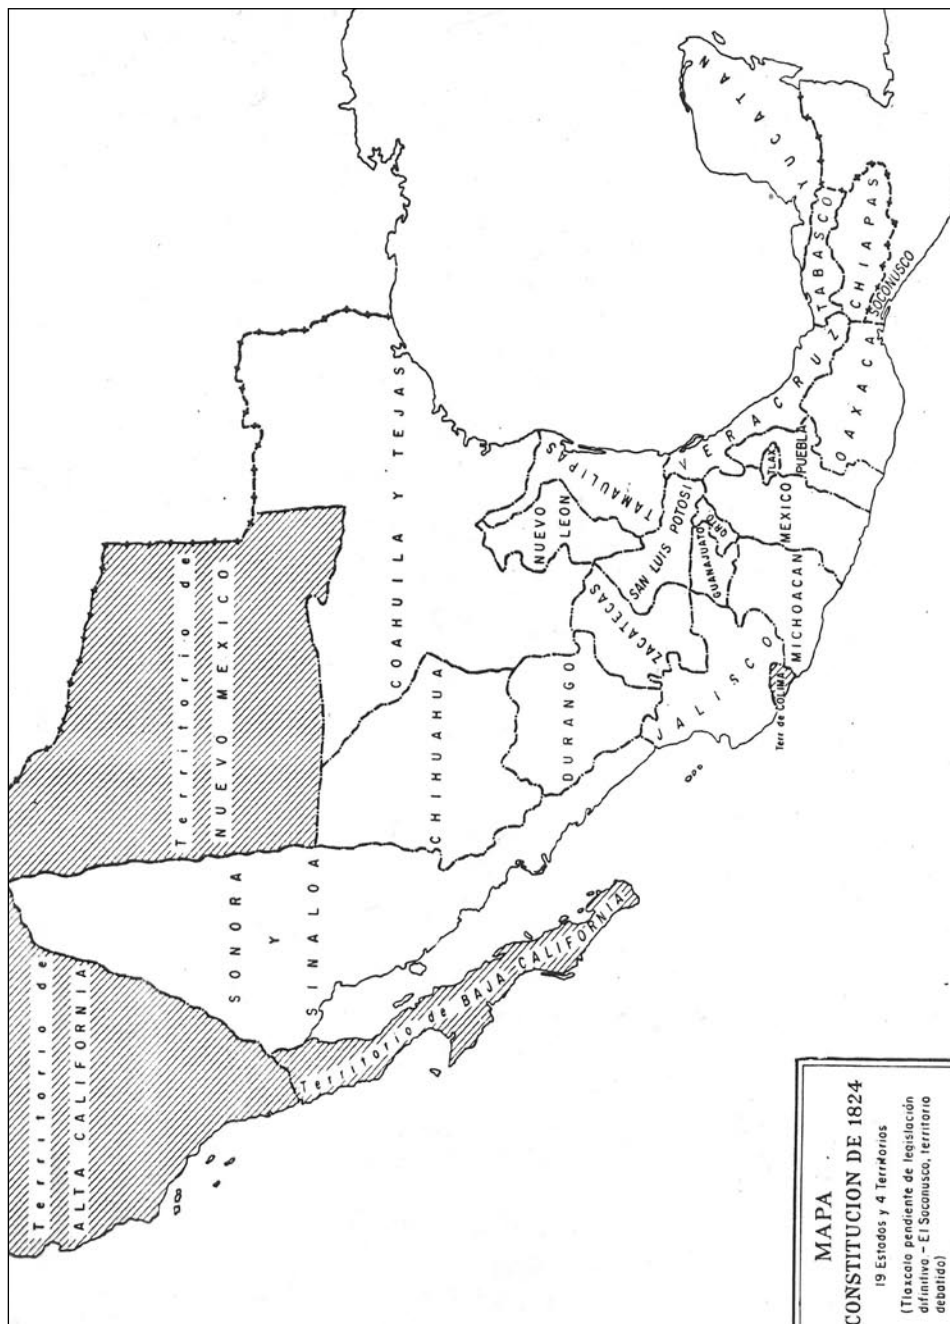 Territorio de
ALTA CALIFORNIA
Territorio de
NUEVO MEXICO
SONORA
Y
SINALOA
Territorio de BAJA CALIFORNIA
CHIHUAHUA
COAHUILA Y TEJAS
DURANGO
NUEVO
LEON
TAMAULIPAS
ZACATECAS
SAN LUIS POTOSI
JALISCO
GUANAJUATO
QRTO
Terr de COLIMA
MICHOACAN
MEXICO
TLAX
PUEBLA
VERACRUZ
OAXACA
TABASCO
CHIAPAS
SOCONUSCO
YUCATAN
MAPA
CONSTITUCION DE 1824
19 Estados y 4 Territorios
(Tlaxcala pendiente de legislación
difinitiva.- El Soconusco, territorio
debatido)